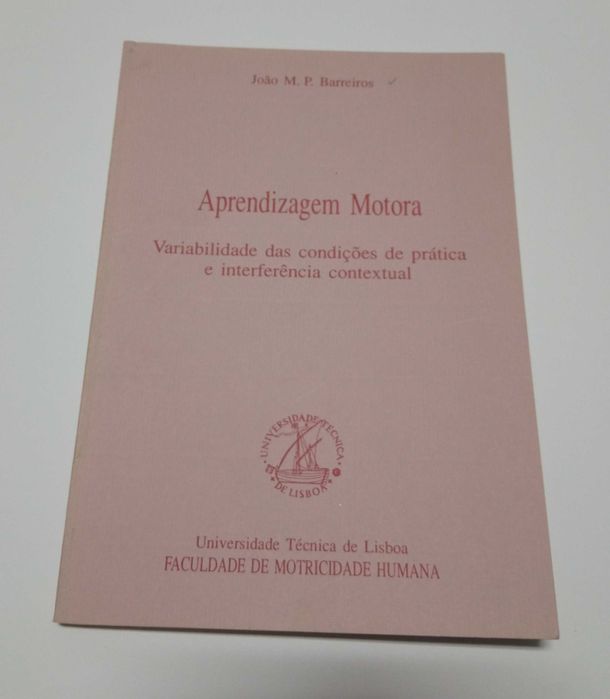 João M. P. Barreiros
Aprendizagem Motora
Variabilidade das condições de prática
e interferência contextual
UNIVERSIDADE TÉCNICA
DE LISBOA
Universidade Técnica de Lisboa
FACULDADE DE MOTRICIDADE HUMANA